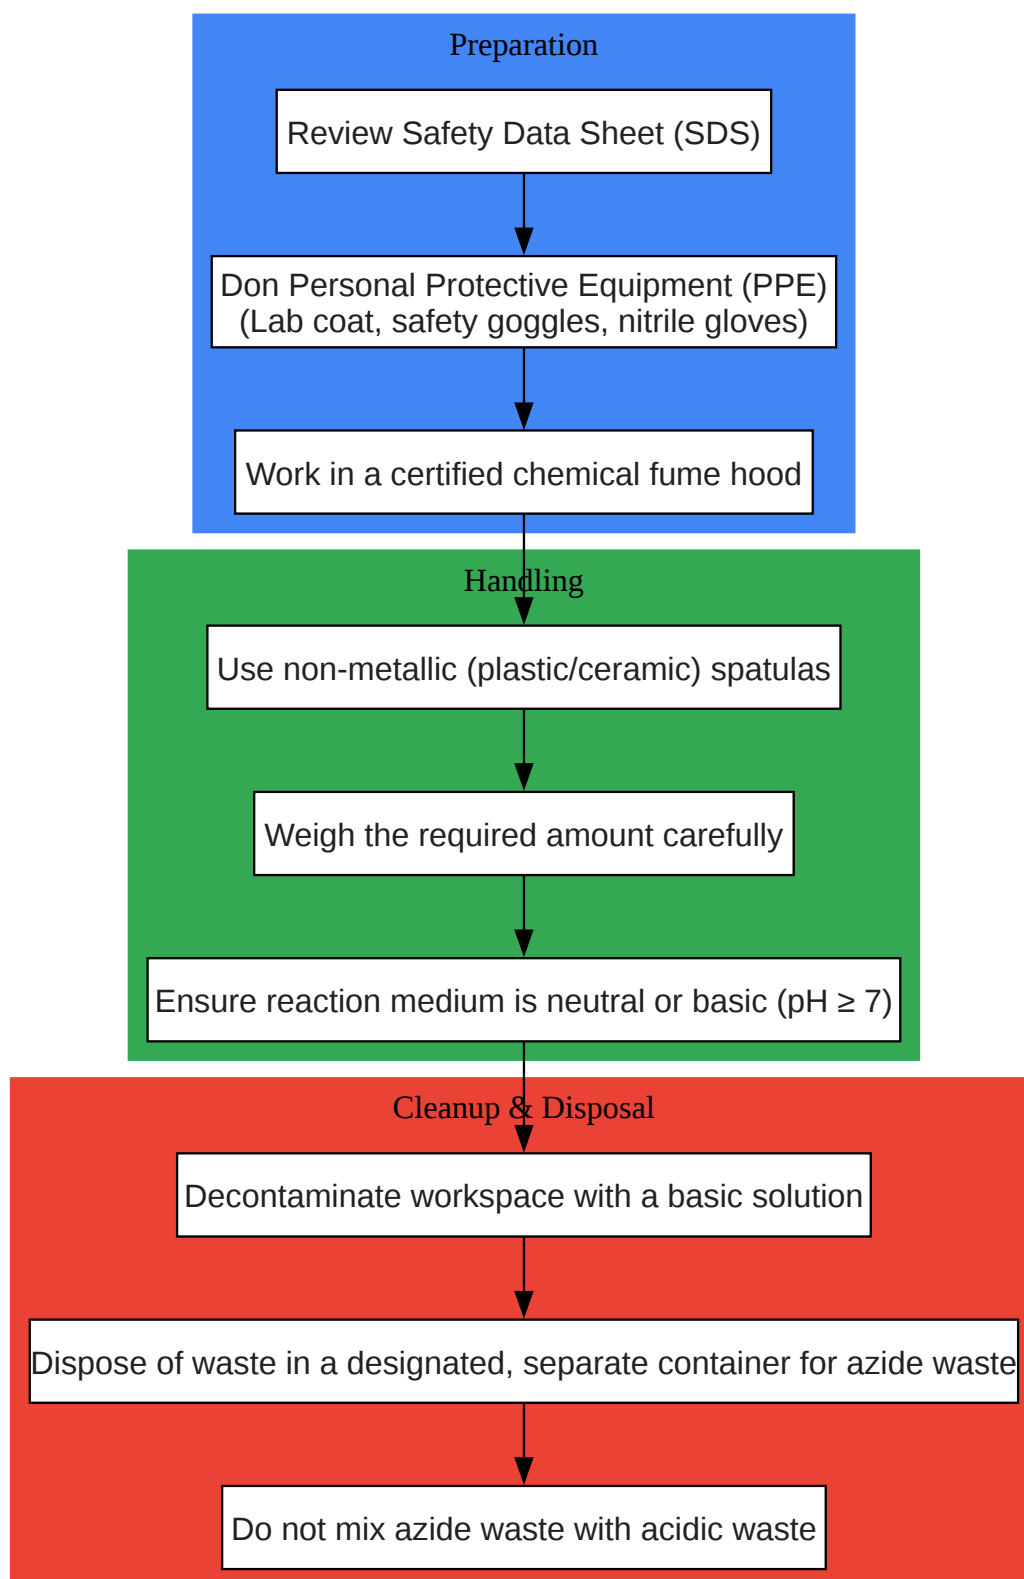 Preparation
Review Safety Data Sheet (SDS)
Don Personal Protective Equipment (PPE)
(Lab coat, safety goggles, nitrile gloves)
Work in a certified chemical fume hood
Handling
Use non-metallic (plastic/ceramic) spatulas
Weigh the required amount carefully
Ensure reaction medium is neutral or basic (pH ≥ 7)
Cleanup & Disposal
Decontaminate workspace with a basic solution
Dispose of waste in a designated, separate container for azide waste
Do not mix azide waste with acidic waste